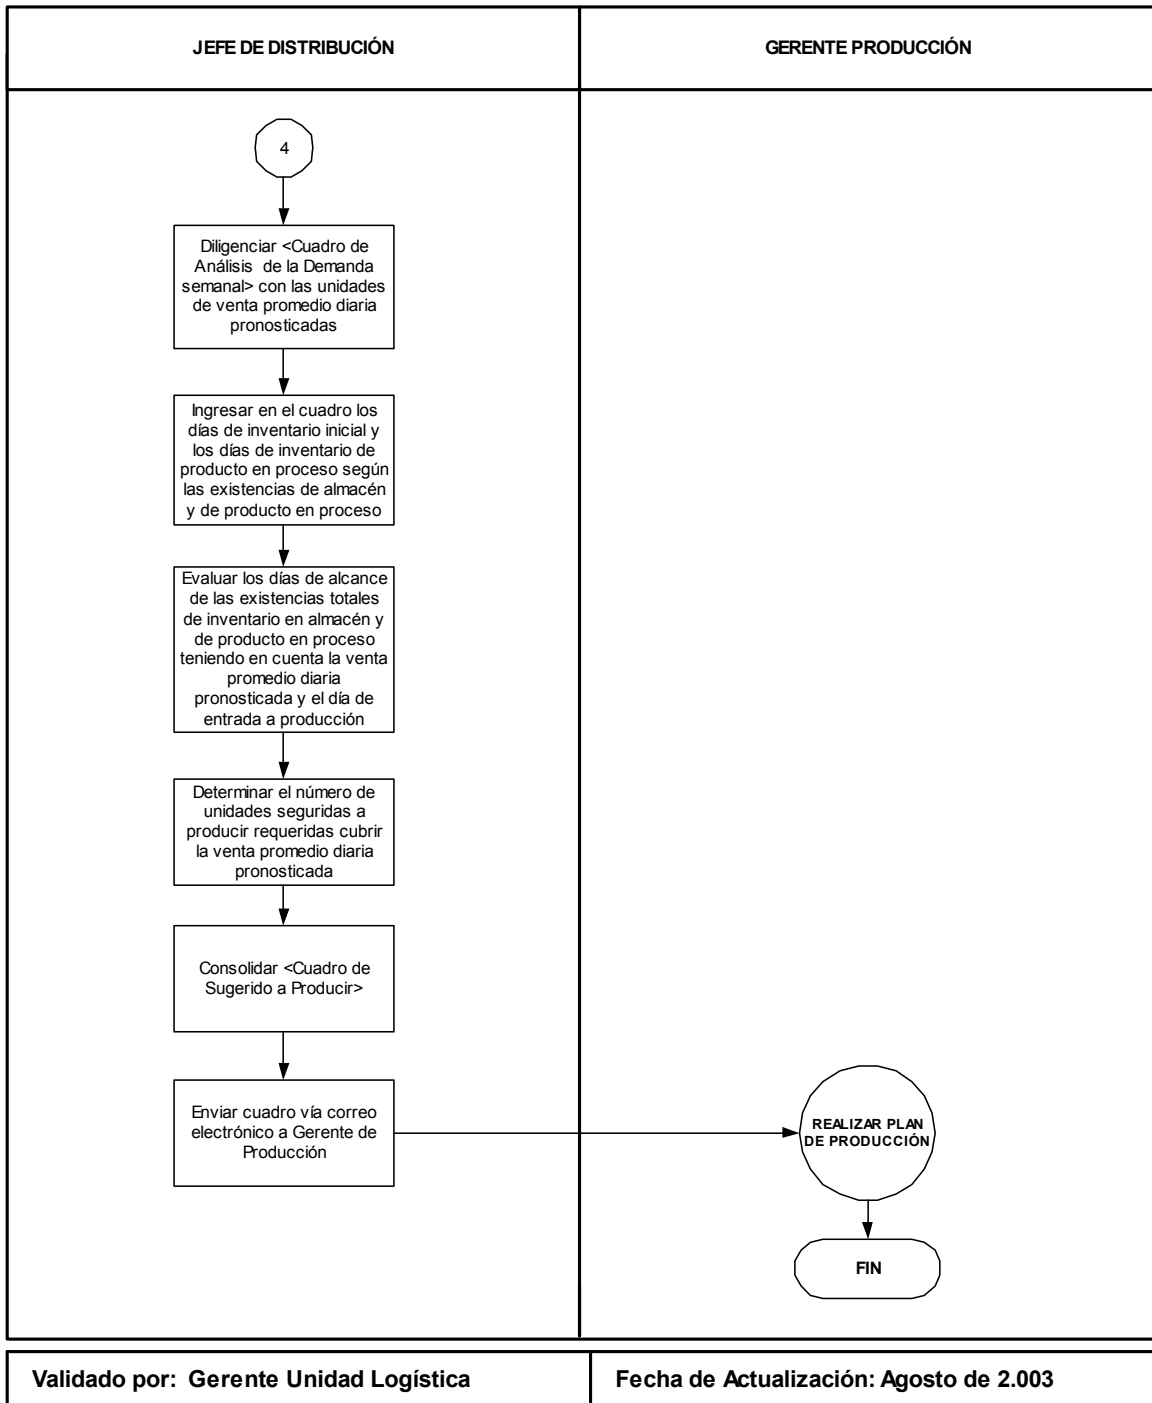 JEFE DE DISTRIBUCIÓN
GERENTE PRODUCCIÓN
4
Diligenciar <Cuadro de
Análisis de la Demanda
semanal> con las unidades
de venta promedio diaria
pronosticadas
Ingresar en el cuadro los
días de inventario inicial y
los días de inventario de
producto en proceso según
las existencias de almacén
y de producto en proceso
Evaluar los días de alcance
de las existencias totales
de inventario en almacén y
de producto en proceso
teniendo en cuenta la venta
promedio diaria
pronosticada y el día de
entrada a producción
Determinar el número de
unidades seguridas a
producir requeridas cubrir
la venta promedio diaria
pronosticada
Consolidar <Cuadro de
Sugerido a Producir>
Enviar cuadro vía correo
electrónico a Gerente de
Producción
REALIZAR PLAN
DE PRODUCCIÓN
FIN
Validado por: Gerente Unidad Logística
Fecha de Actualización: Agosto de 2.003